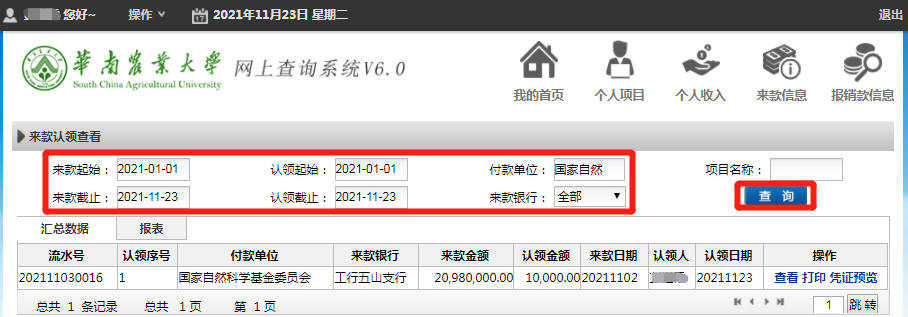 您好~ 操作 2021年11月23日 星期二 退出
華南農業大學 网上查询系统V6.0
South China Agricultural University
我的首页 个人项目 个人收入 来款信息 报销款信息
来款认领查看
来款起始： 2021-01-01 认领起始： 2021-01-01 付款单位： 国家自然 项目名称：
来款截止： 2021-11-23 认领截止： 2021-11-23 来款银行： 全部 查 询
汇总数据 报表
流水号 认领序号 付款单位 来款银行 来款金额 认领金额 来款日期 认领人 认领日期 操作
202111030016 1 国家自然科学基金委员会 工行五山支行 20,980,000.00 10,000.00 20211102 20211123 查看 打印 凭证预览
总共 1 条记录 总共 1 页 第 1 页 1 跳 转